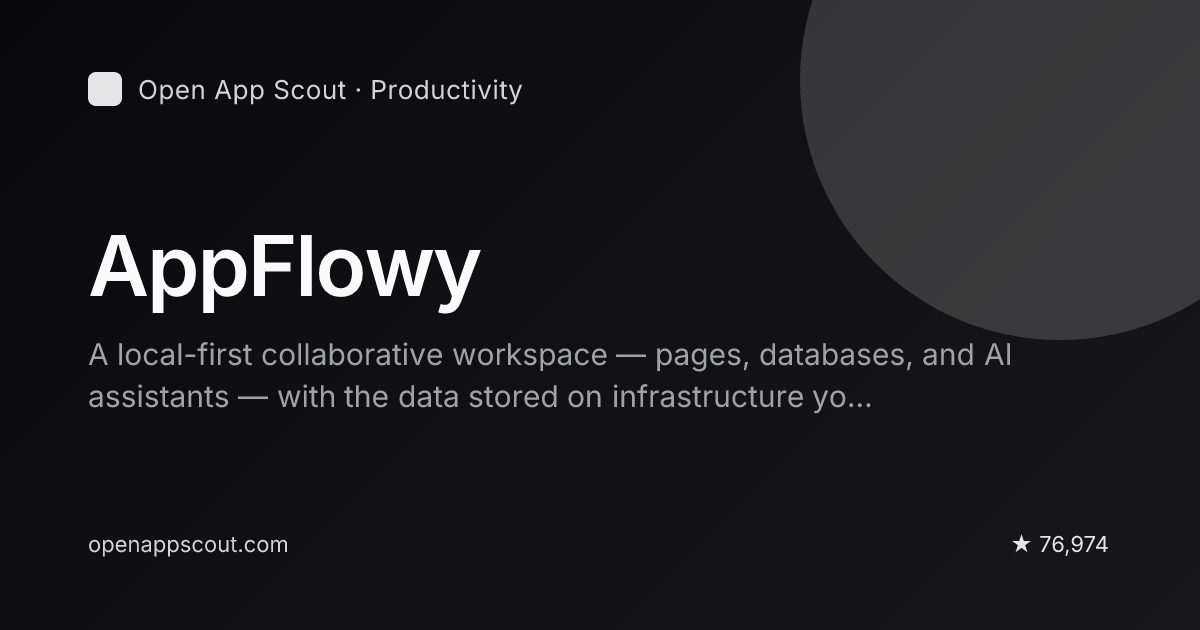 Open App Scout · Productivity
AppFlowy
A local-first collaborative workspace — pages, databases, and AI
assistants — with the data stored on infrastructure yo...
openappscout.com
★ 76,974